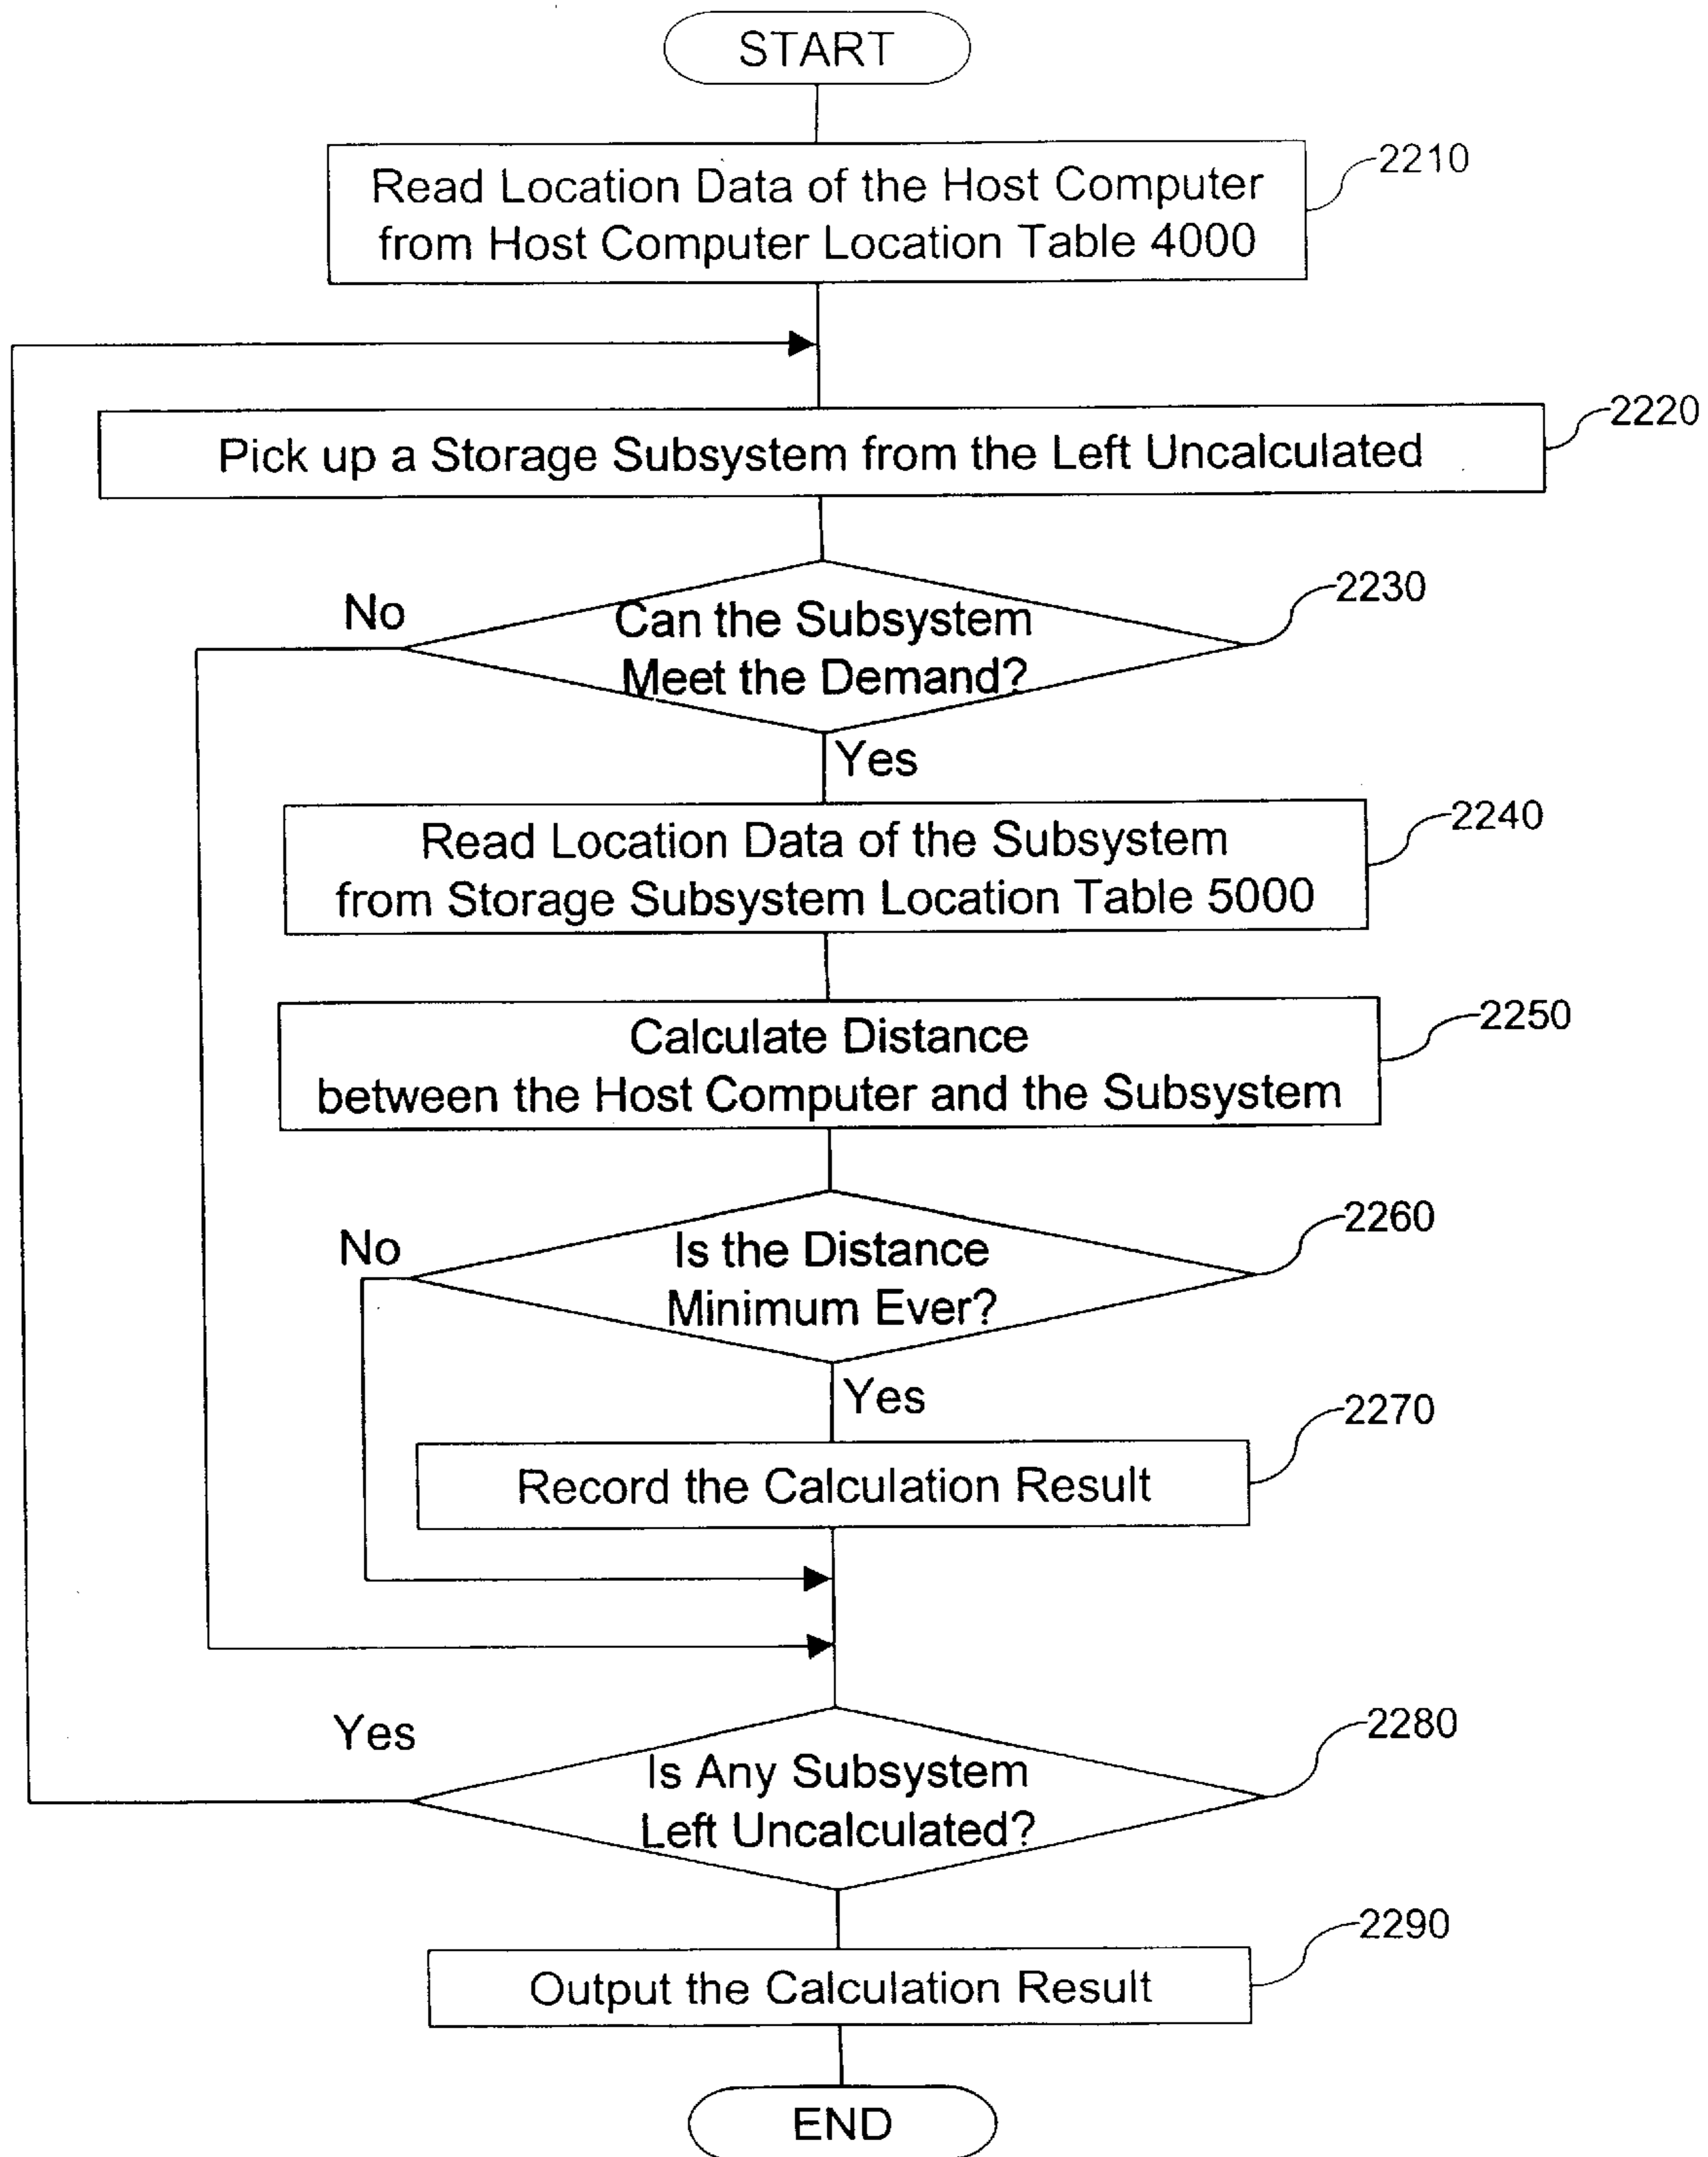 START
Read Location Data of the Host Computer
from Host Computer Location Table 4000
2210
Pick up a Storage Subsystem from the Left Uncalculated
2220
Can the Subsystem
Meet the Demand?
2230
No
Yes
Read Location Data of the Subsystem
from Storage Subsystem Location Table 5000
2240
Calculate Distance
between the Host Computer and the Subsystem
2250
Is the Distance
Minimum Ever?
2260
No
Yes
Record the Calculation Result
2270
Is Any Subsystem
Left Uncalculated?
2280
Yes
Output the Calculation Result
2290
END